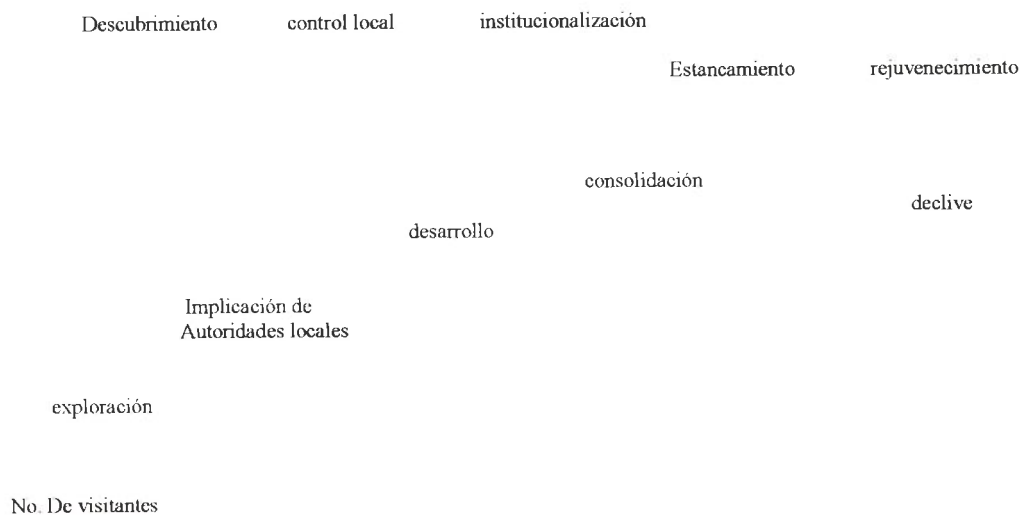 Descubrimiento control local institucionalización
Estancamiento rejuvenecimiento
consolidación
declive
desarrollo
Implicación de
Autoridades locales
exploración
No. De visitantes